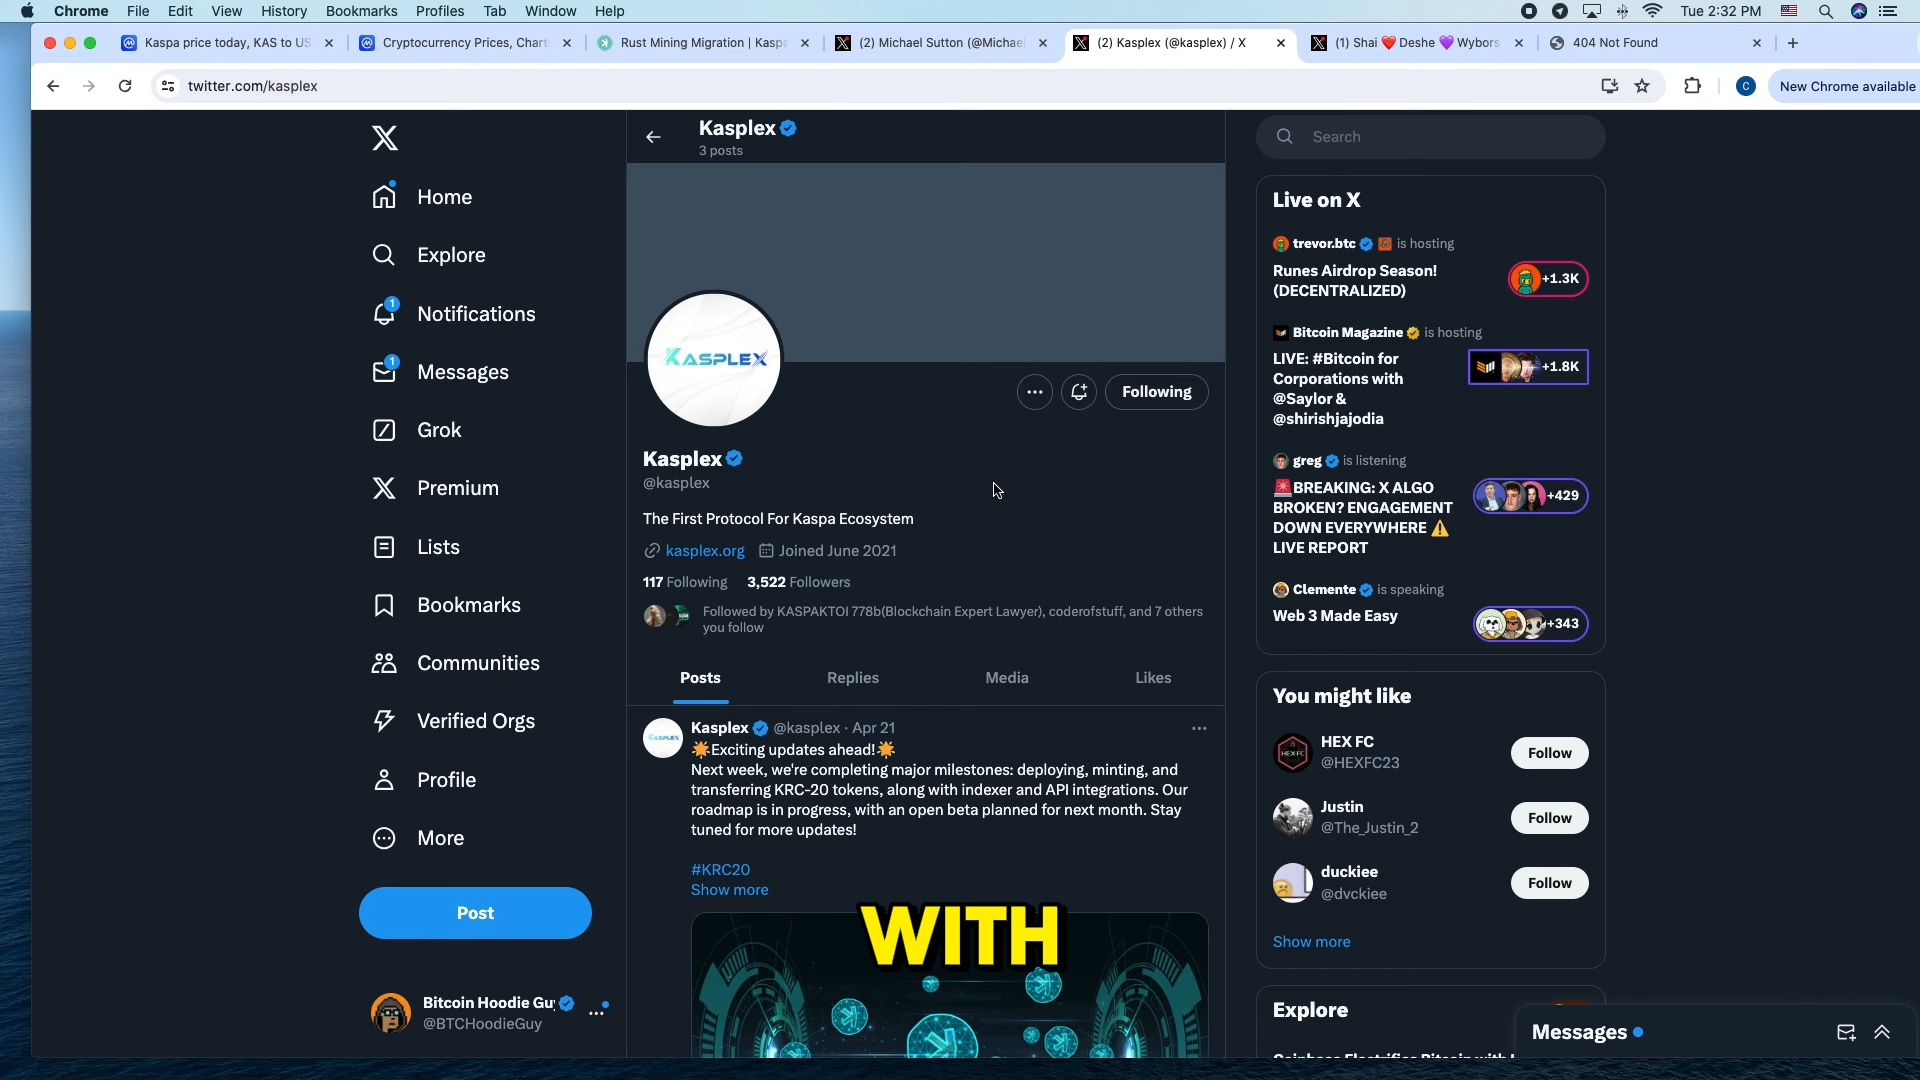 Chrome File Edit View History Bookmarks Profiles Tab Window Help Tue 2:32 PM
Kaspa price today, KAS to US Cryptocurrency Prices, Chart Rust Mining Migration | Kaspa (2) Michael Sutton (@Michael (2) Kasplex (@kasplex) / X (1) Shai ❤️ Deshe 💜 Wybors 404 Not Found
twitter.com/kasplex C New Chrome available
Home
Explore
1 Notifications
1 Messages
Grok
Premium
Lists
Bookmarks
Communities
Verified Orgs
Profile
More
Post
Bitcoin Hoodie Guy
@BTCHoodieGuy
Kasplex
3 posts
KASPLEX
Following
Kasplex
@kasplex
The First Protocol For Kaspa Ecosystem
kasplex.org Joined June 2021
117 Following 3,522 Followers
Followed by KASPAKTOI 778b(Blockchain Expert Lawyer), coderofstuff, and 7 others
you follow
Posts Replies Media Likes
KASPLEX
Kasplex @kasplex · Apr 21
🌟Exciting updates ahead!🌟
Next week, we're completing major milestones: deploying, minting, and
transferring KRC-20 tokens, along with indexer and API integrations. Our
roadmap is in progress, with an open beta planned for next month. Stay
tuned for more updates!
#KRC20
Show more
WITH
Search
Live on X
trevor.btc is hosting
Runes Airdrop Season!
(DECENTRALIZED)
+1.3K
Bitcoin Magazine is hosting
LIVE: #Bitcoin for
Corporations with
@Saylor &
@shirishjajodia
+1.8K
greg is listening
🚨BREAKING: X ALGO
BROKEN? ENGAGEMENT
DOWN EVERYWHERE ⚠️
LIVE REPORT
+429
Clemente is speaking
Web 3 Made Easy
+343
You might like
HEX FC
@HEXFC23
Follow
Justin
@The_Justin_2
Follow
duckiee
@dvckiee
Follow
Show more
Explore
Messages